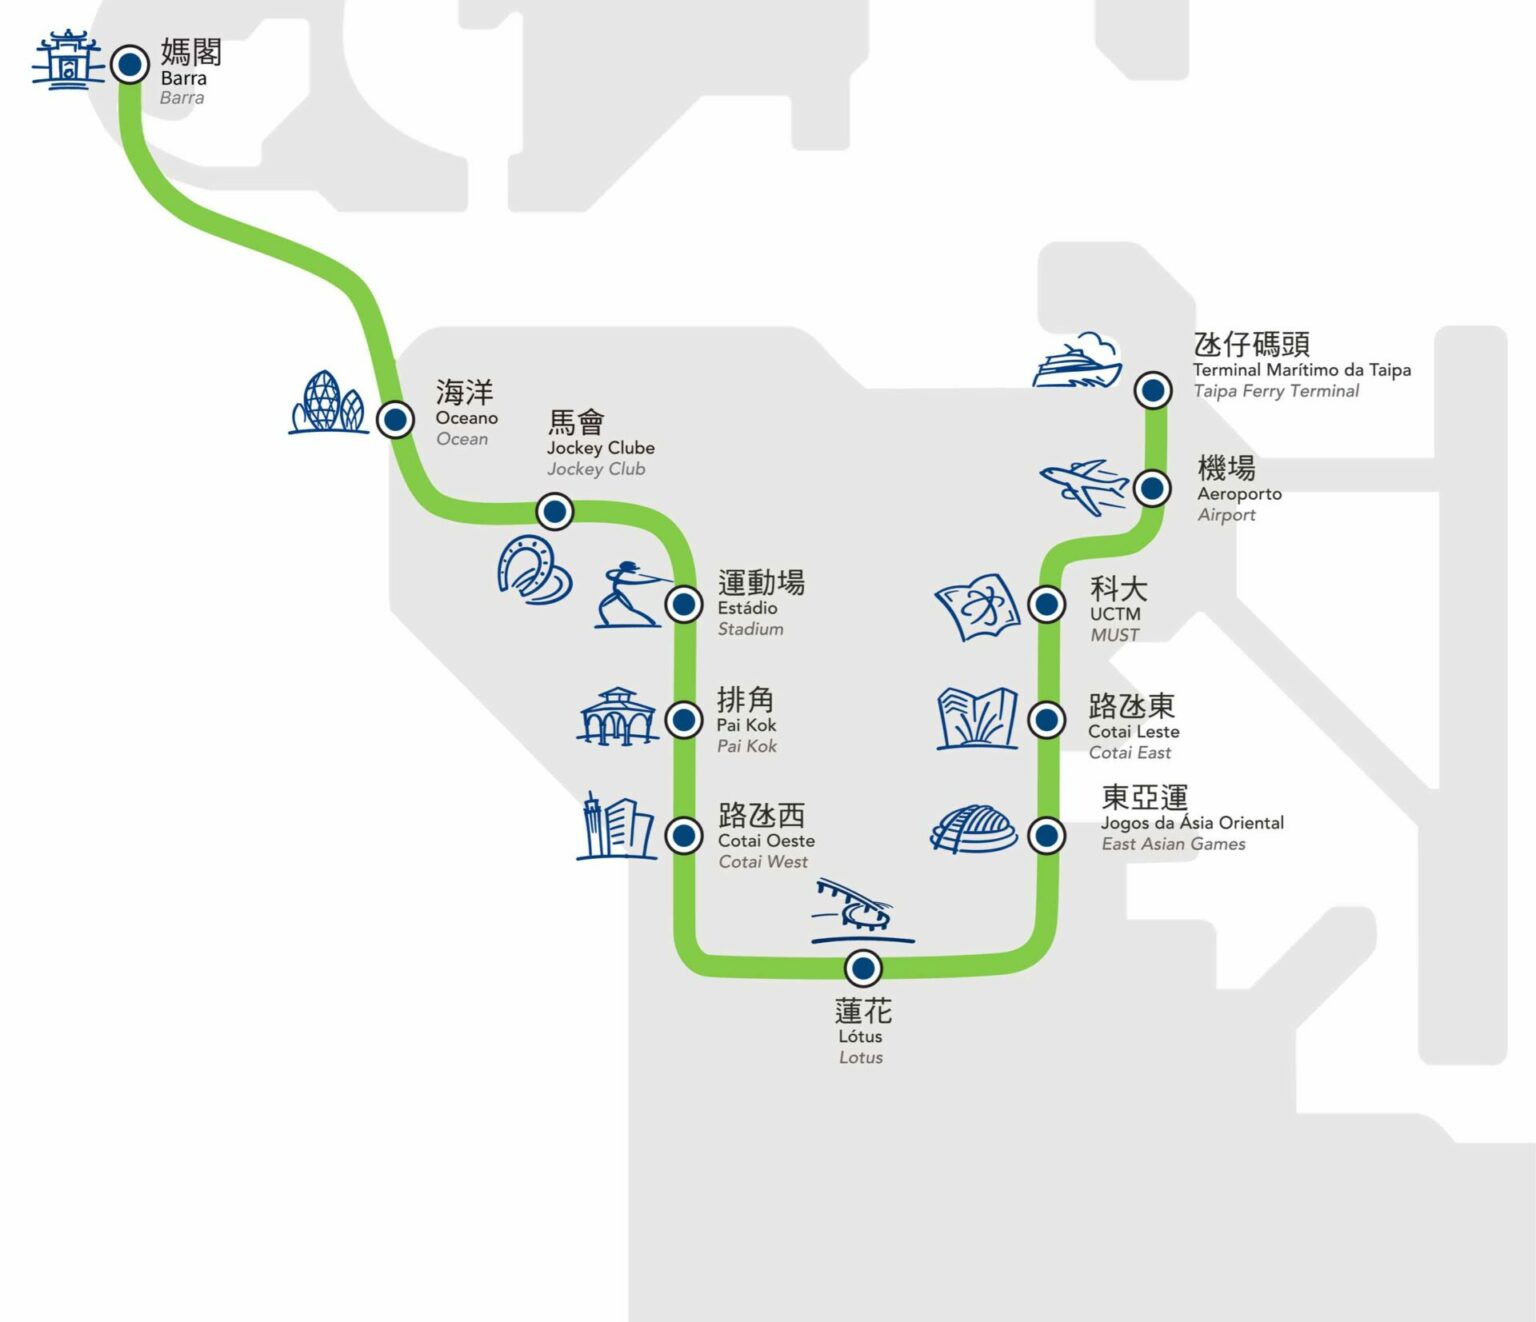 媽閣
Barra
Barra
海洋
Oceano
Ocean
馬會
Jockey Clube
Jockey Club
運動場
Estádio
Stadium
排角
Pai Kok
Pai Kok
路氹西
Cotai Oeste
Cotai West
蓮花
Lótus
Lotus
東亞運
Jogos da Ásia Oriental
East Asian Games
路氹東
Cotai Leste
Cotai East
科大
UCTM
MUST
機場
Aeroporto
Airport
氹仔碼頭
Terminal Marítimo da Taipa
Taipa Ferry Terminal